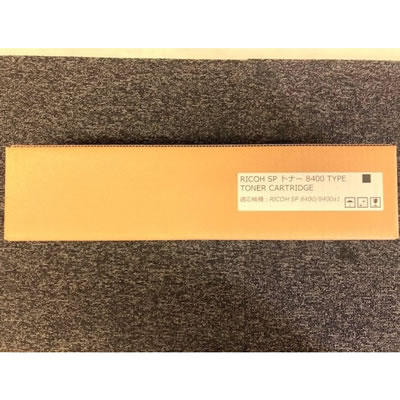 RICOH SP トナー 8400 TYPE
TONER CARTRIDGE
適応機種：RICOH SP 8400/8400a1